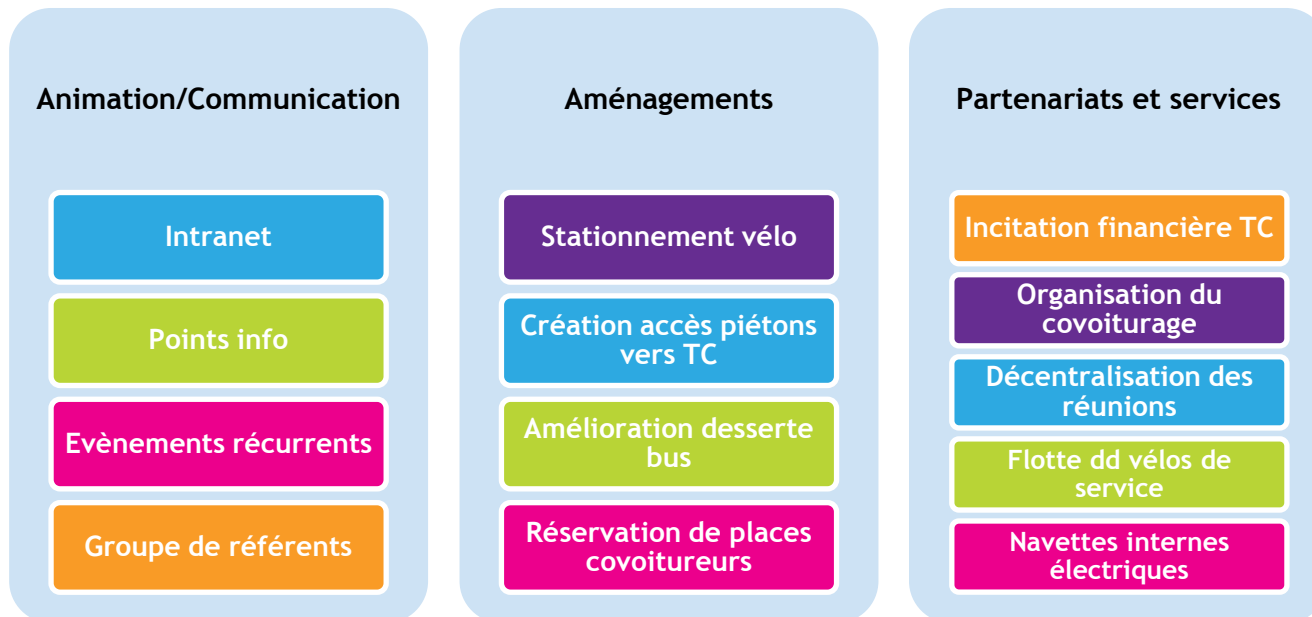 Animation/Communication
Intranet
Points info
Evènements récurrents
Groupe de référents
Aménagements
Stationnement vélo
Création accès piétons
vers TC
Amélioration desserte
bus
Réservation de places
covoitureurs
Partenariats et services
Incitation financière TC
Organisation du
covoiturage
Décentralisation des
réunions
Flotte dd vélos de
service
Navettes internes
électriques